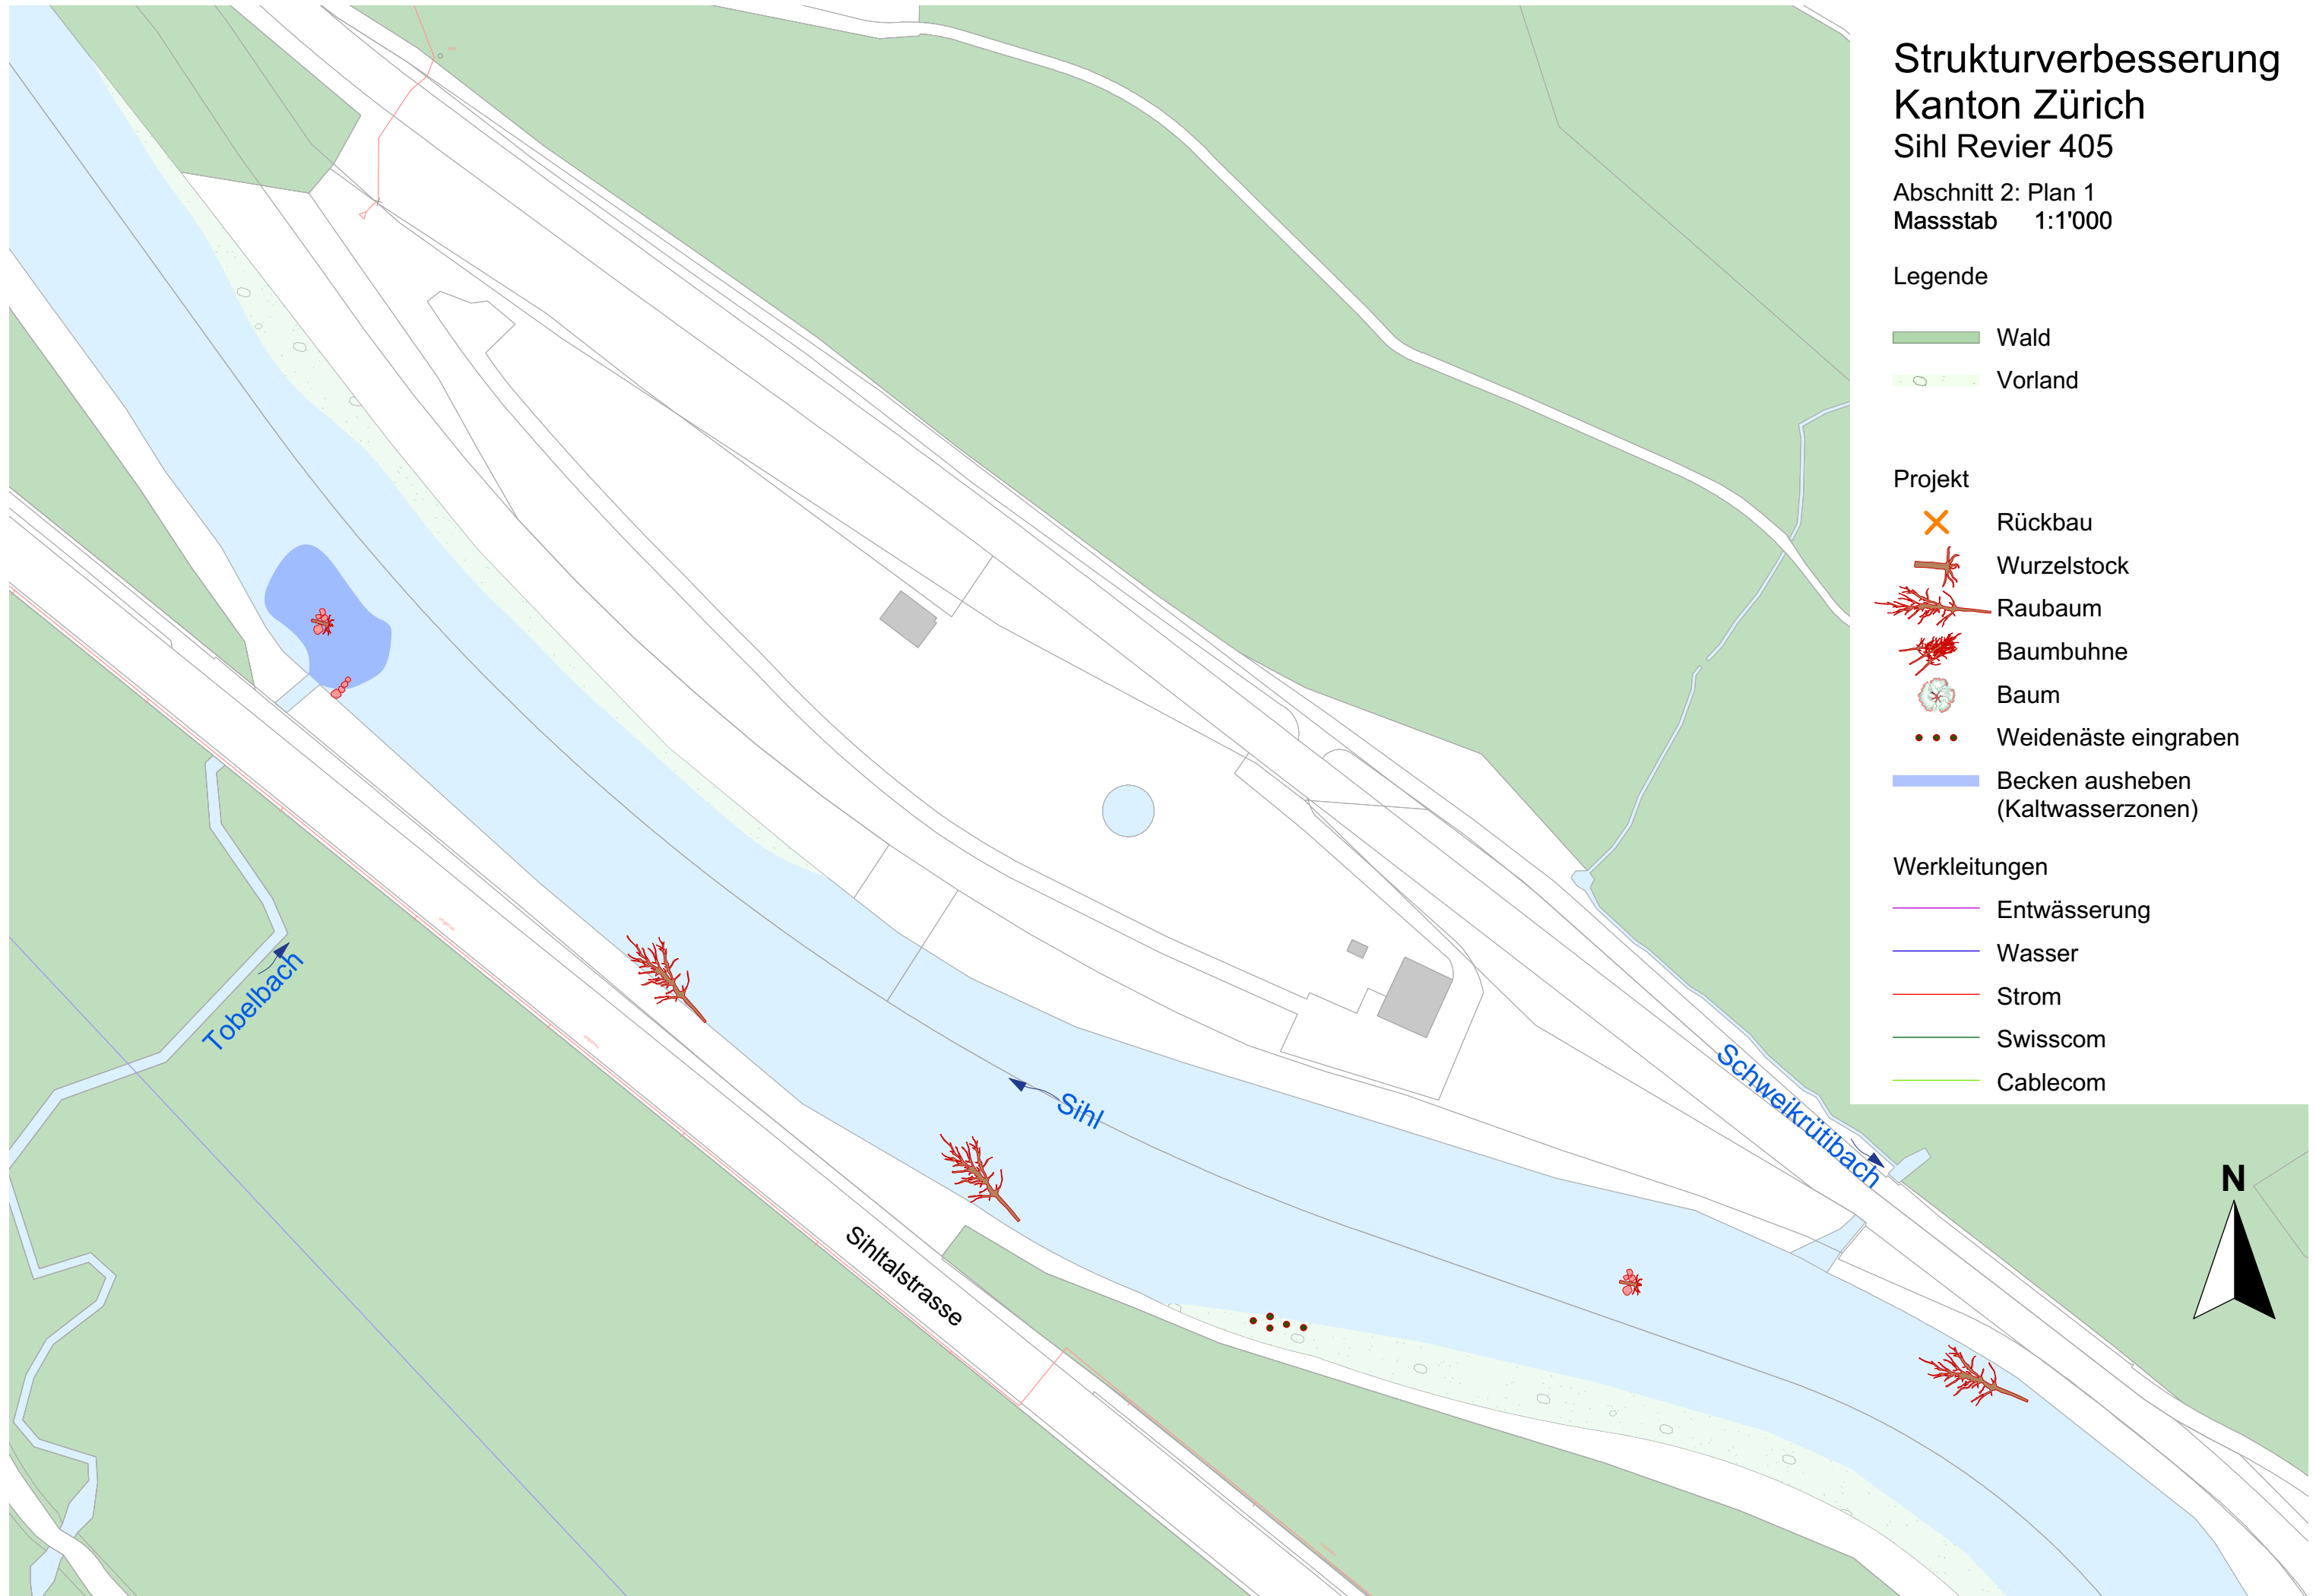 Strukturverbesserung
Kanton Zürich
Sihl Revier 405
Abschnitt 2: Plan 1
Massstab 1:1'000
Legende
Wald
Vorland
Projekt
Rückbau
Wurzelstock
Raubaum
Baumbuhne
Baum
Weidenäste eingraben
Becken ausheben
(Kaltwasserzonen)
Werkleitungen
Entwässerung
Wasser
Strom
Swisscom
Cablecom
N
Tobelbach
Sihl
Schweikrütibach
Sihltalstrasse